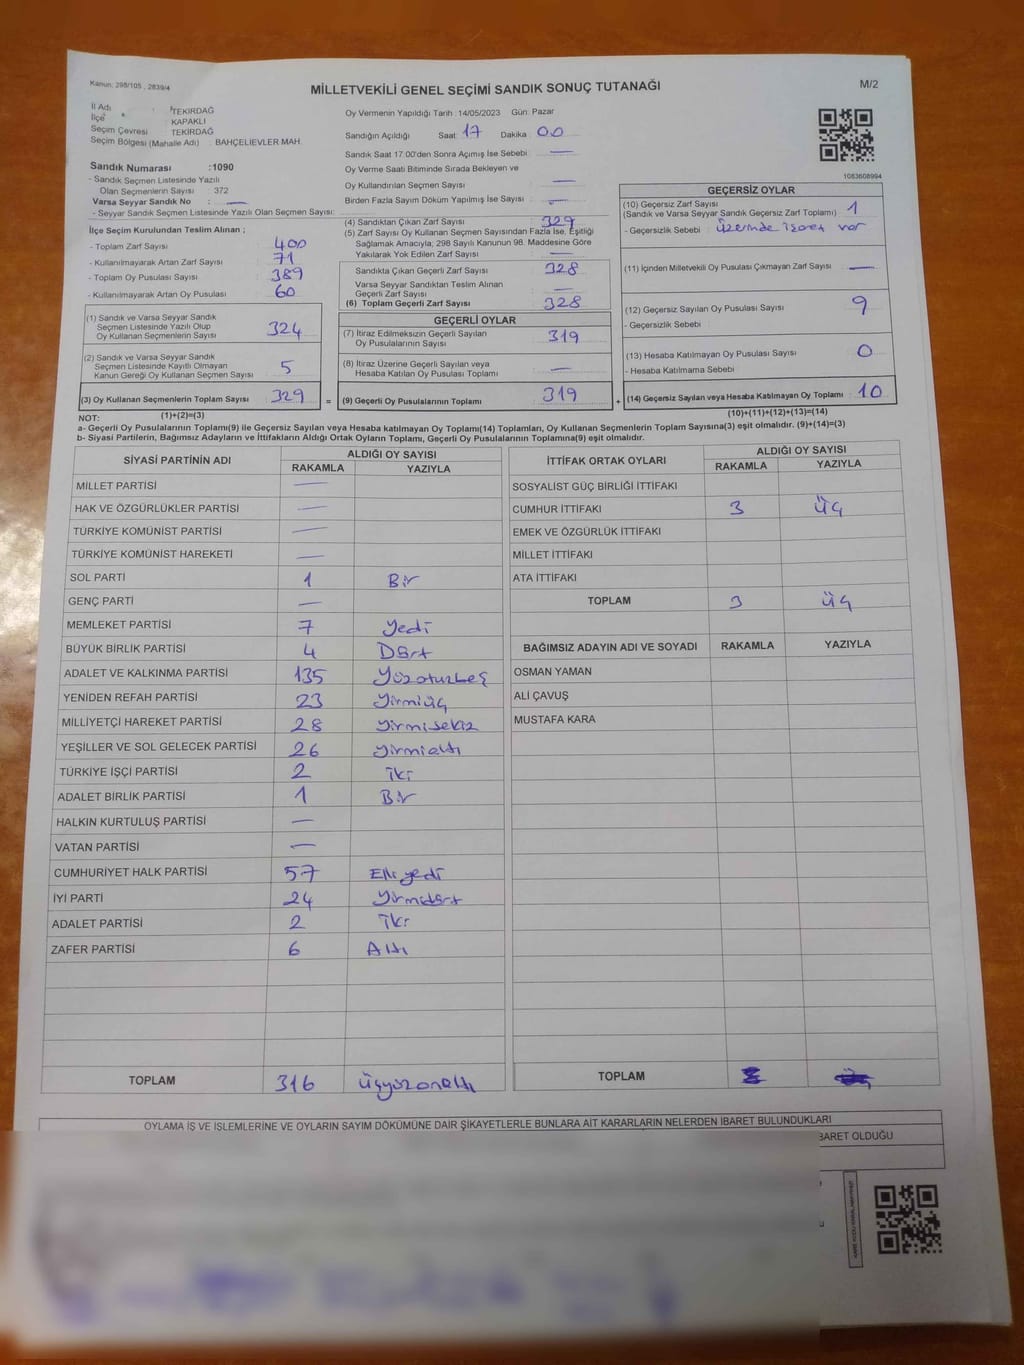 Kanun: 298/105 , 2839/4
MİLLETVEKİLİ GENEL SEÇİMİ SANDIK SONUÇ TUTANAĞI
M/2
İl Adı : TEKİRDAĞ
İlçe : KAPAKLI
Seçim Çevresi : TEKİRDAĞ
Seçim Bölgesi (Mahalle Adı) : BAHÇELİEVLER MAH.
Sandık Numarası :1090
- Sandık Seçmen Listesinde Yazılı
Olan Seçmenlerin Sayısı : 372
Varsa Seyyar Sandık No : —
- Seyyar Sandık Seçmen Listesinde Yazılı Olan Seçmen Sayısı:
İlçe Seçim Kurulundan Teslim Alınan ;
- Toplam Zarf Sayısı : 400
- Kullanılmayarak Artan Zarf Sayısı : 71
- Toplam Oy Pusulası Sayısı : 389
- Kullanılmayarak Artan Oy Pusulası : 60
(1) Sandık ve Varsa Seyyar Sandık
Seçmen Listesinde Yazılı Olup
Oy Kullanan Seçmenlerin Sayısı : 324
(2) Sandık ve Varsa Seyyar Sandık
Seçmen Listesinde Kayıtlı Olmayan
Kanun Gereği Oy Kullanan Seçmen Sayısı : 5
(3) Oy Kullanan Seçmenlerin Toplam Sayısı : 329
(1)+(2)=(3)
Oy Vermenin Yapıldığı Tarih : 14/05/2023 Gün: Pazar
Sandığın Açıldığı Saat: 17 Dakika : 00
Sandık Saat 17:00'den Sonra Açılmış İse Sebebi : —
Oy Verme Saati Bitiminde Sırada Bekleyen ve
Oy Kullandırılan Seçmen Sayısı : —
Birden Fazla Sayım Döküm Yapılmış İse Sayısı : —
(4) Sandıktan Çıkan Zarf Sayısı : 329
(5) Zarf Sayısı Oy Kullanan Seçmen Sayısından Fazla İse, Eşitliği
Sağlamak Amacıyla; 298 Sayılı Kanunun 98. Maddesine Göre
Yakılarak Yok Edilen Zarf Sayısı : —
Sandıkta Çıkan Geçerli Zarf Sayısı : 328
Varsa Seyyar Sandıktan Teslim Alınan
Geçerli Zarf Sayısı : —
(6) Toplam Geçerli Zarf Sayısı : 328
GEÇERLİ OYLAR
(7) İtiraz Edilmeksizin Geçerli Sayılan
Oy Pusulalarının Sayısı : 319
(8) İtiraz Üzerine Geçerli Sayılan veya
Hesaba Katılan Oy Pusulası Toplamı : —
= (9) Geçerli Oy Pusulalarının Toplamı : 319
1083608994
GEÇERSİZ OYLAR
(10) Geçersiz Zarf Sayısı : 1
(Sandık ve Varsa Seyyar Sandık Geçersiz Zarf Toplamı)
- Geçersizlik Sebebi : üzerinde işaret var
(11) İçinden Milletvekili Oy Pusulası Çıkmayan Zarf Sayısı : —
(12) Geçersiz Sayılan Oy Pusulası Sayısı : 9
- Geçersizlik Sebebi :
(13) Hesaba Katılmayan Oy Pusulası Sayısı : 0
- Hesaba Katılmama Sebebi :
+ (14) Geçersiz Sayılan veya Hesaba Katılmayan Oy Toplamı : 10
(10)+(11)+(12)+(13)=(14)
NOT:
a- Geçerli Oy Pusulalarının Toplamı(9) ile Geçersiz Sayılan veya Hesaba katılmayan Oy Toplamı(14) Toplamları, Oy Kullanan Seçmenlerin Toplam Sayısına(3) eşit olmalıdır. (9)+(14)=(3)
b- Siyasi Partilerin, Bağımsız Adayların ve İttifakların Aldığı Ortak Oyların Toplamı, Geçerli Oy Pusulalarının Toplamına(9) eşit olmalıdır.
SİYASİ PARTİNİN ADI ALDIĞI OY SAYISI
RAKAMLA YAZIYLA
MİLLET PARTİSİ —
HAK VE ÖZGÜRLÜKLER PARTİSİ —
TÜRKİYE KOMÜNİST PARTİSİ —
TÜRKİYE KOMÜNİST HAREKETİ —
SOL PARTİ 1 Bir
GENÇ PARTİ —
MEMLEKET PARTİSİ 7 Yedi
BÜYÜK BİRLİK PARTİSİ 4 Dört
ADALET VE KALKINMA PARTİSİ 135 Yüzotuzbeş
YENİDEN REFAH PARTİSİ 23 Yirmiüç
MİLLİYETÇİ HAREKET PARTİSİ 28 Yirmisekiz
YEŞİLLER VE SOL GELECEK PARTİSİ 26 Yirmialtı
TÜRKİYE İŞÇİ PARTİSİ 2 İki
ADALET BİRLİK PARTİSİ 1 Bir
HALKIN KURTULUŞ PARTİSİ —
VATAN PARTİSİ —
CUMHURİYET HALK PARTİSİ 57 Elliyedi
İYİ PARTİ 24 Yirmidört
ADALET PARTİSİ 2 İki
ZAFER PARTİSİ 6 Altı
TOPLAM 316 Üçyüzonaltı
İTTİFAK ORTAK OYLARI ALDIĞI OY SAYISI
RAKAMLA YAZIYLA
SOSYALİST GÜÇ BİRLİĞİ İTTİFAKI
CUMHUR İTTİFAKI 3 Üç
EMEK VE ÖZGÜRLÜK İTTİFAKI
MİLLET İTTİFAKI
ATA İTTİFAKI
TOPLAM 3 Üç
BAĞIMSIZ ADAYIN ADI VE SOYADI RAKAMLA YAZIYLA
OSMAN YAMAN
ALİ ÇAVUŞ
MUSTAFA KARA
TOPLAM
OYLAMA İŞ VE İŞLEMLERİNE VE OYLARIN SAYIM DÖKÜMÜNE DAİR ŞİKAYETLERLE BUNLARA AİT KARARLARIN NELERDEN İBARET BULUNDUKLARI
BARET OLDUĞU